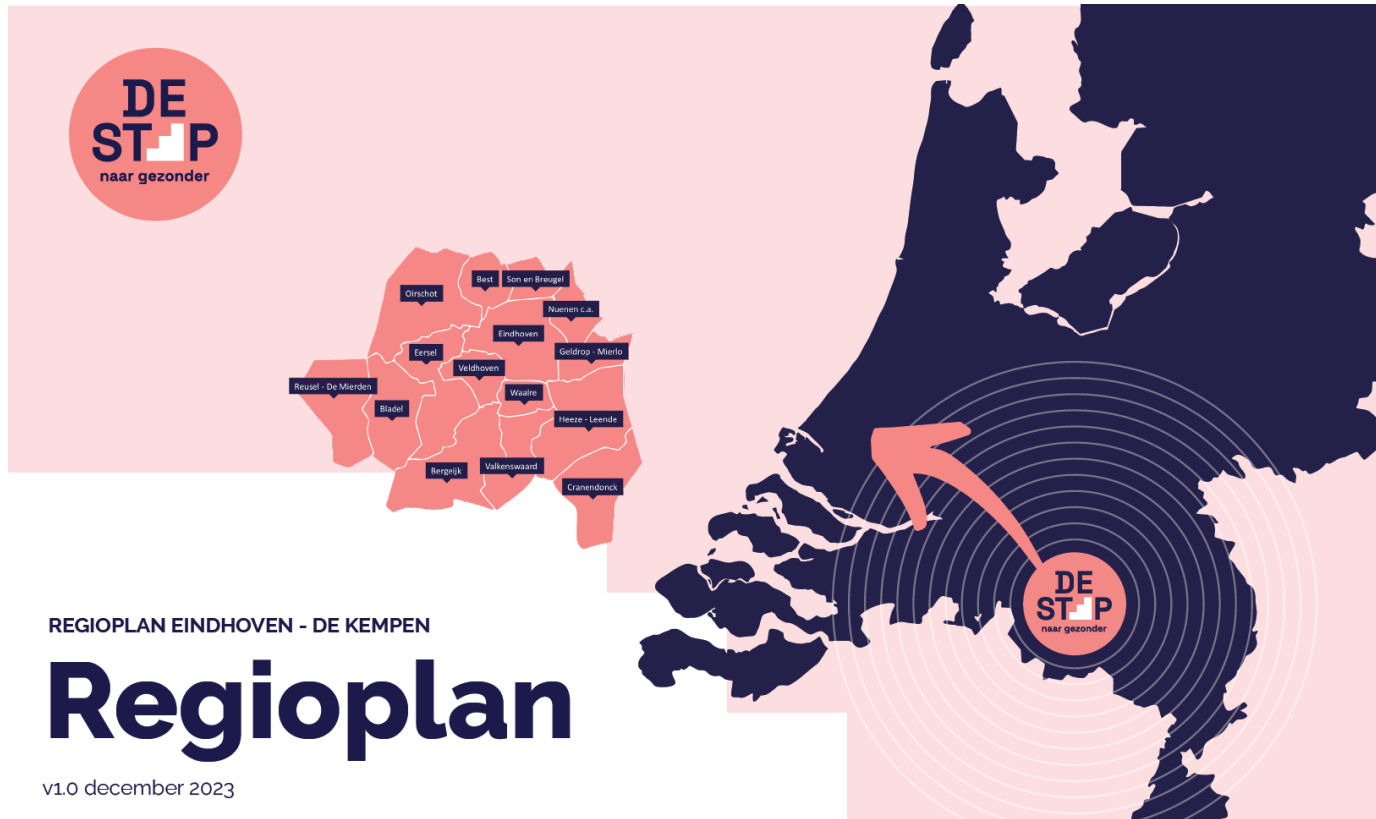 DE
STAP
naar gezonder
Best
Son en Breugel
Oirschot
Nuenen c.a.
Eindhoven
Eersel
Geldrop - Mierlo
Veldhoven
Reusel - De Mierden
Waalre
Bladel
Heeze - Leende
Bergeijk
Valkenswaard
Cranendonck
DE
STAP
naar gezonder
REGIOPLAN EINDHOVEN - DE KEMPEN
Regioplan
v1.0 december 2023